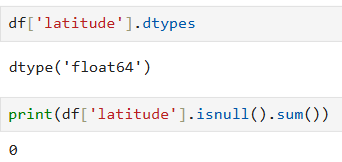 df['latitude'].dtypes
dtype('float64')
print(df['latitude'].isnull().sum())
0